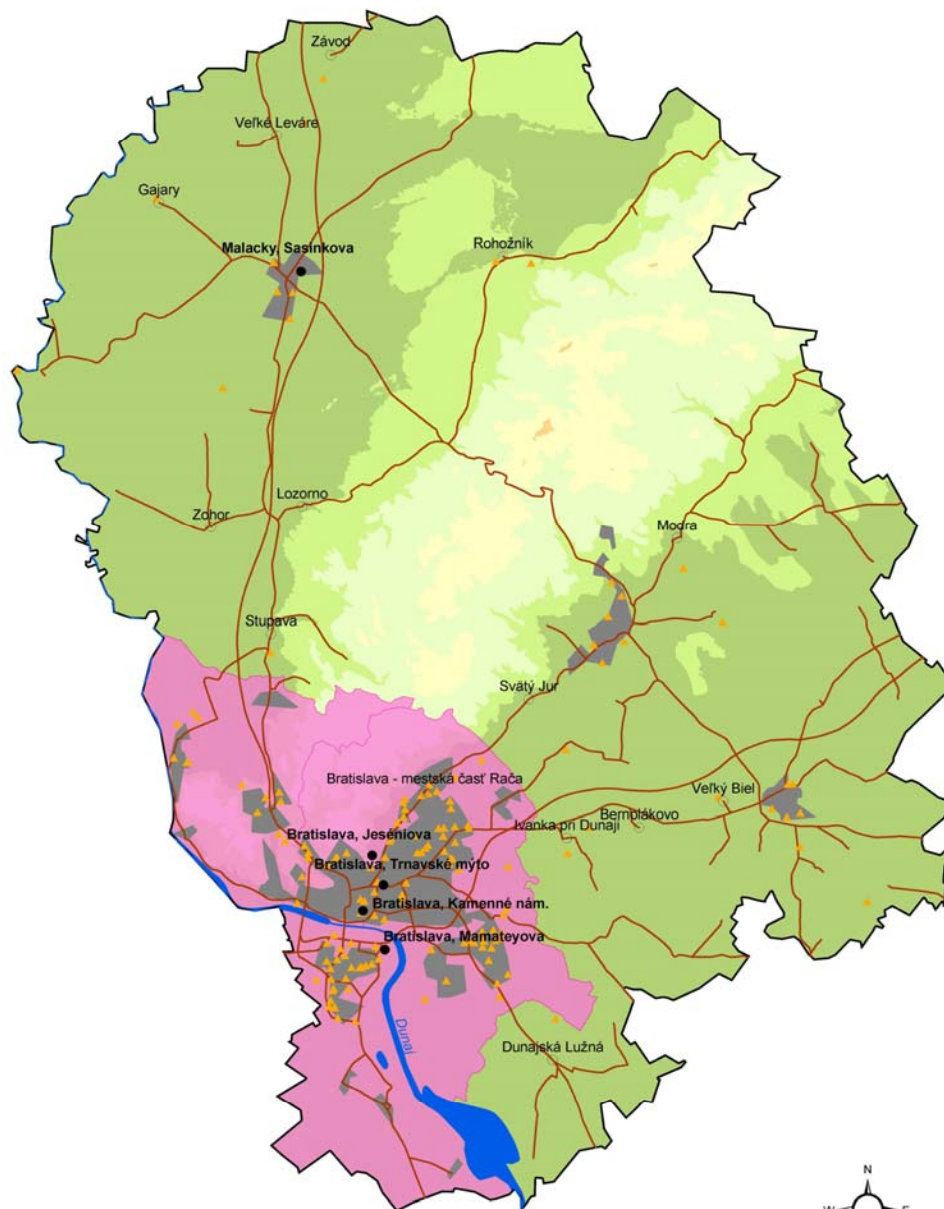 Závod
Veľké Leváre
Gajary
Malacky, Sasinkova
Rohožník
Lozorno
Zohor
Modra
Stupava
Svätý Jur
Bratislava - mestská časť Rača
Veľký Biel
Bernolákovo
Ivanka pri Dunaji
Bratislava, Jeséniova
Bratislava, Trnavské mýto
Bratislava, Kamenné nám.
Bratislava, Mamateyova
Dunaj
Dunajská Lužná
N
W E